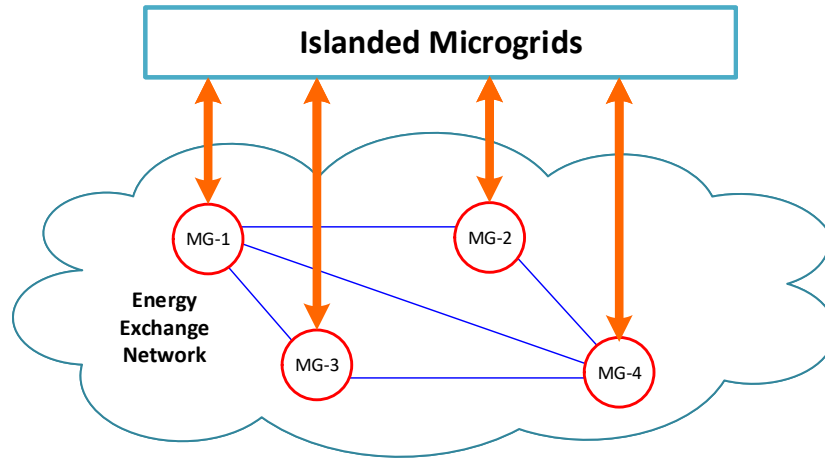 Islanded Microgrids
MG-1
MG-2
Energy
Exchange
Network
MG-3
MG-4